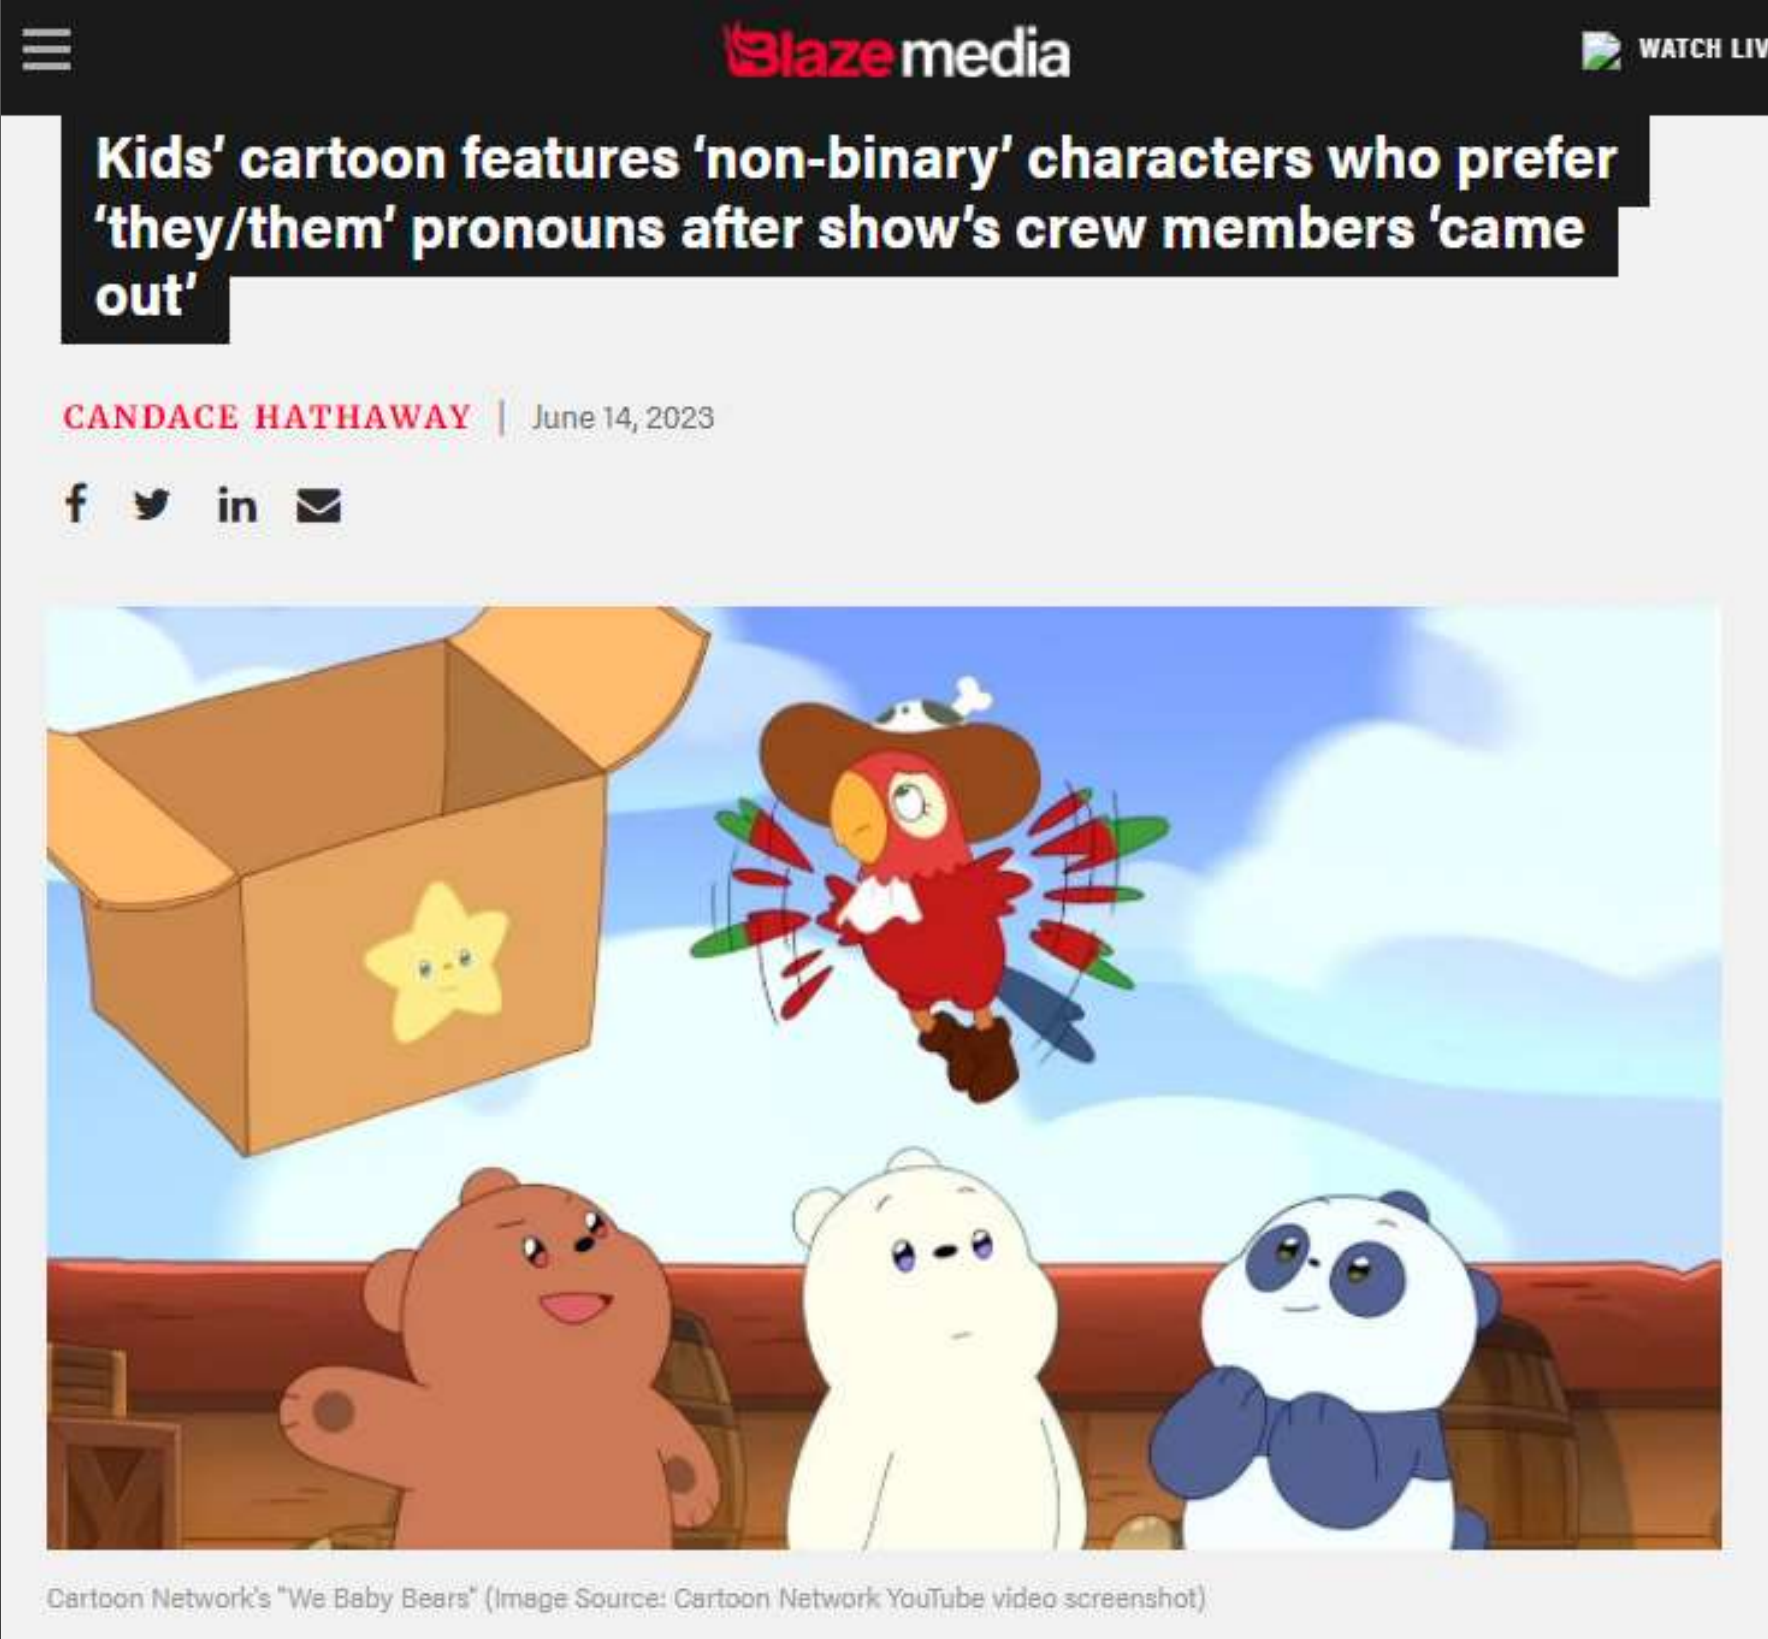 Blaze media
WATCH LIV
Kids’ cartoon features ‘non-binary’ characters who prefer
‘they/them’ pronouns after show’s crew members ‘came
out’
CANDACE HATHAWAY | June 14, 2023
Cartoon Network's "We Baby Bears" (Image Source: Cartoon Network YouTube video screenshot)